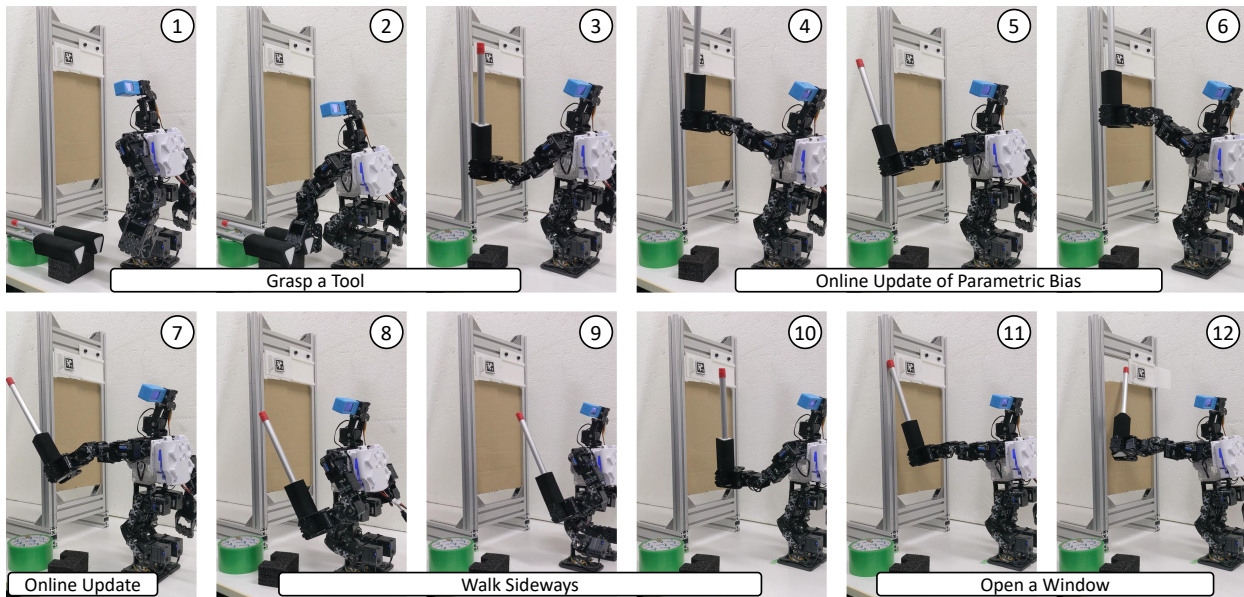 1
2
3
4
5
6
Grasp a Tool
Online Update of Parametric Bias
7
8
9
10
11
12
Online Update
Walk Sideways
Open a Window